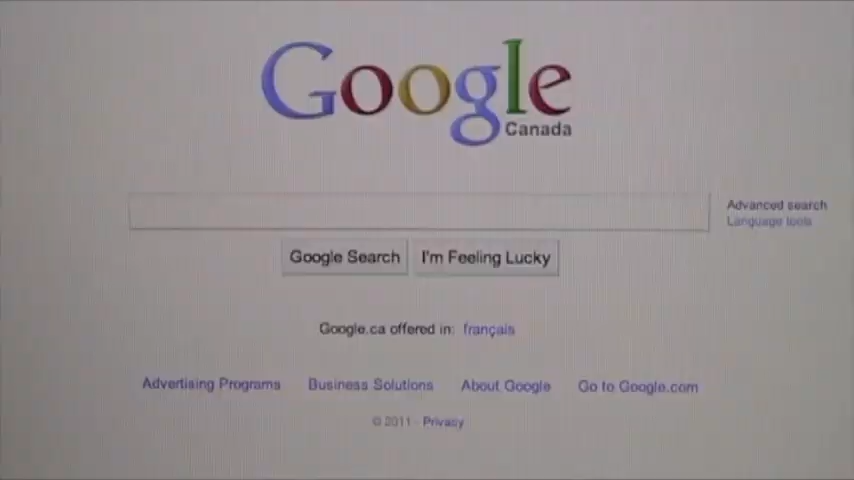 Google
Canada
Advanced search
Language tools
Google Search
I'm Feeling Lucky
Google.ca offered in: français
Advertising Programs Business Solutions About Google Go to Google.com
© 2011 - Privacy